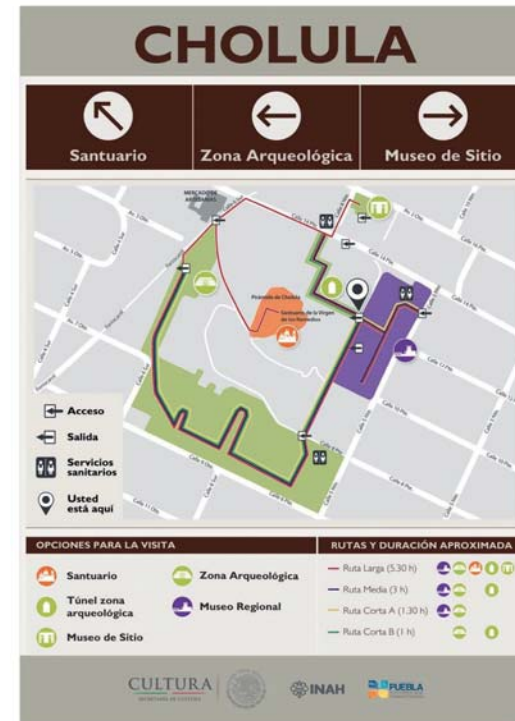 CHOLULA
Santuario
Zona Arqueológica
Museo de Sitio
MERCADO DE
ARTESANÍAS
Pirámide de Cholula
Santuario de la Virgen
de los Remedios
Acceso
Salida
Servicios
sanitarios
Usted
está aquí
OPCIONES PARA LA VISITA
Santuario
Zona Arqueológica
Túnel zona
arqueológica
Museo Regional
Museo de Sitio
RUTAS Y DURACIÓN APROXIMADA
Ruta Larga (5.30 h)
Ruta Media (3 h)
Ruta Corta A (1.30 h)
Ruta Corta B (1 h)
CULTURA
SECRETARÍA DE CULTURA
INAH
PUEBLA